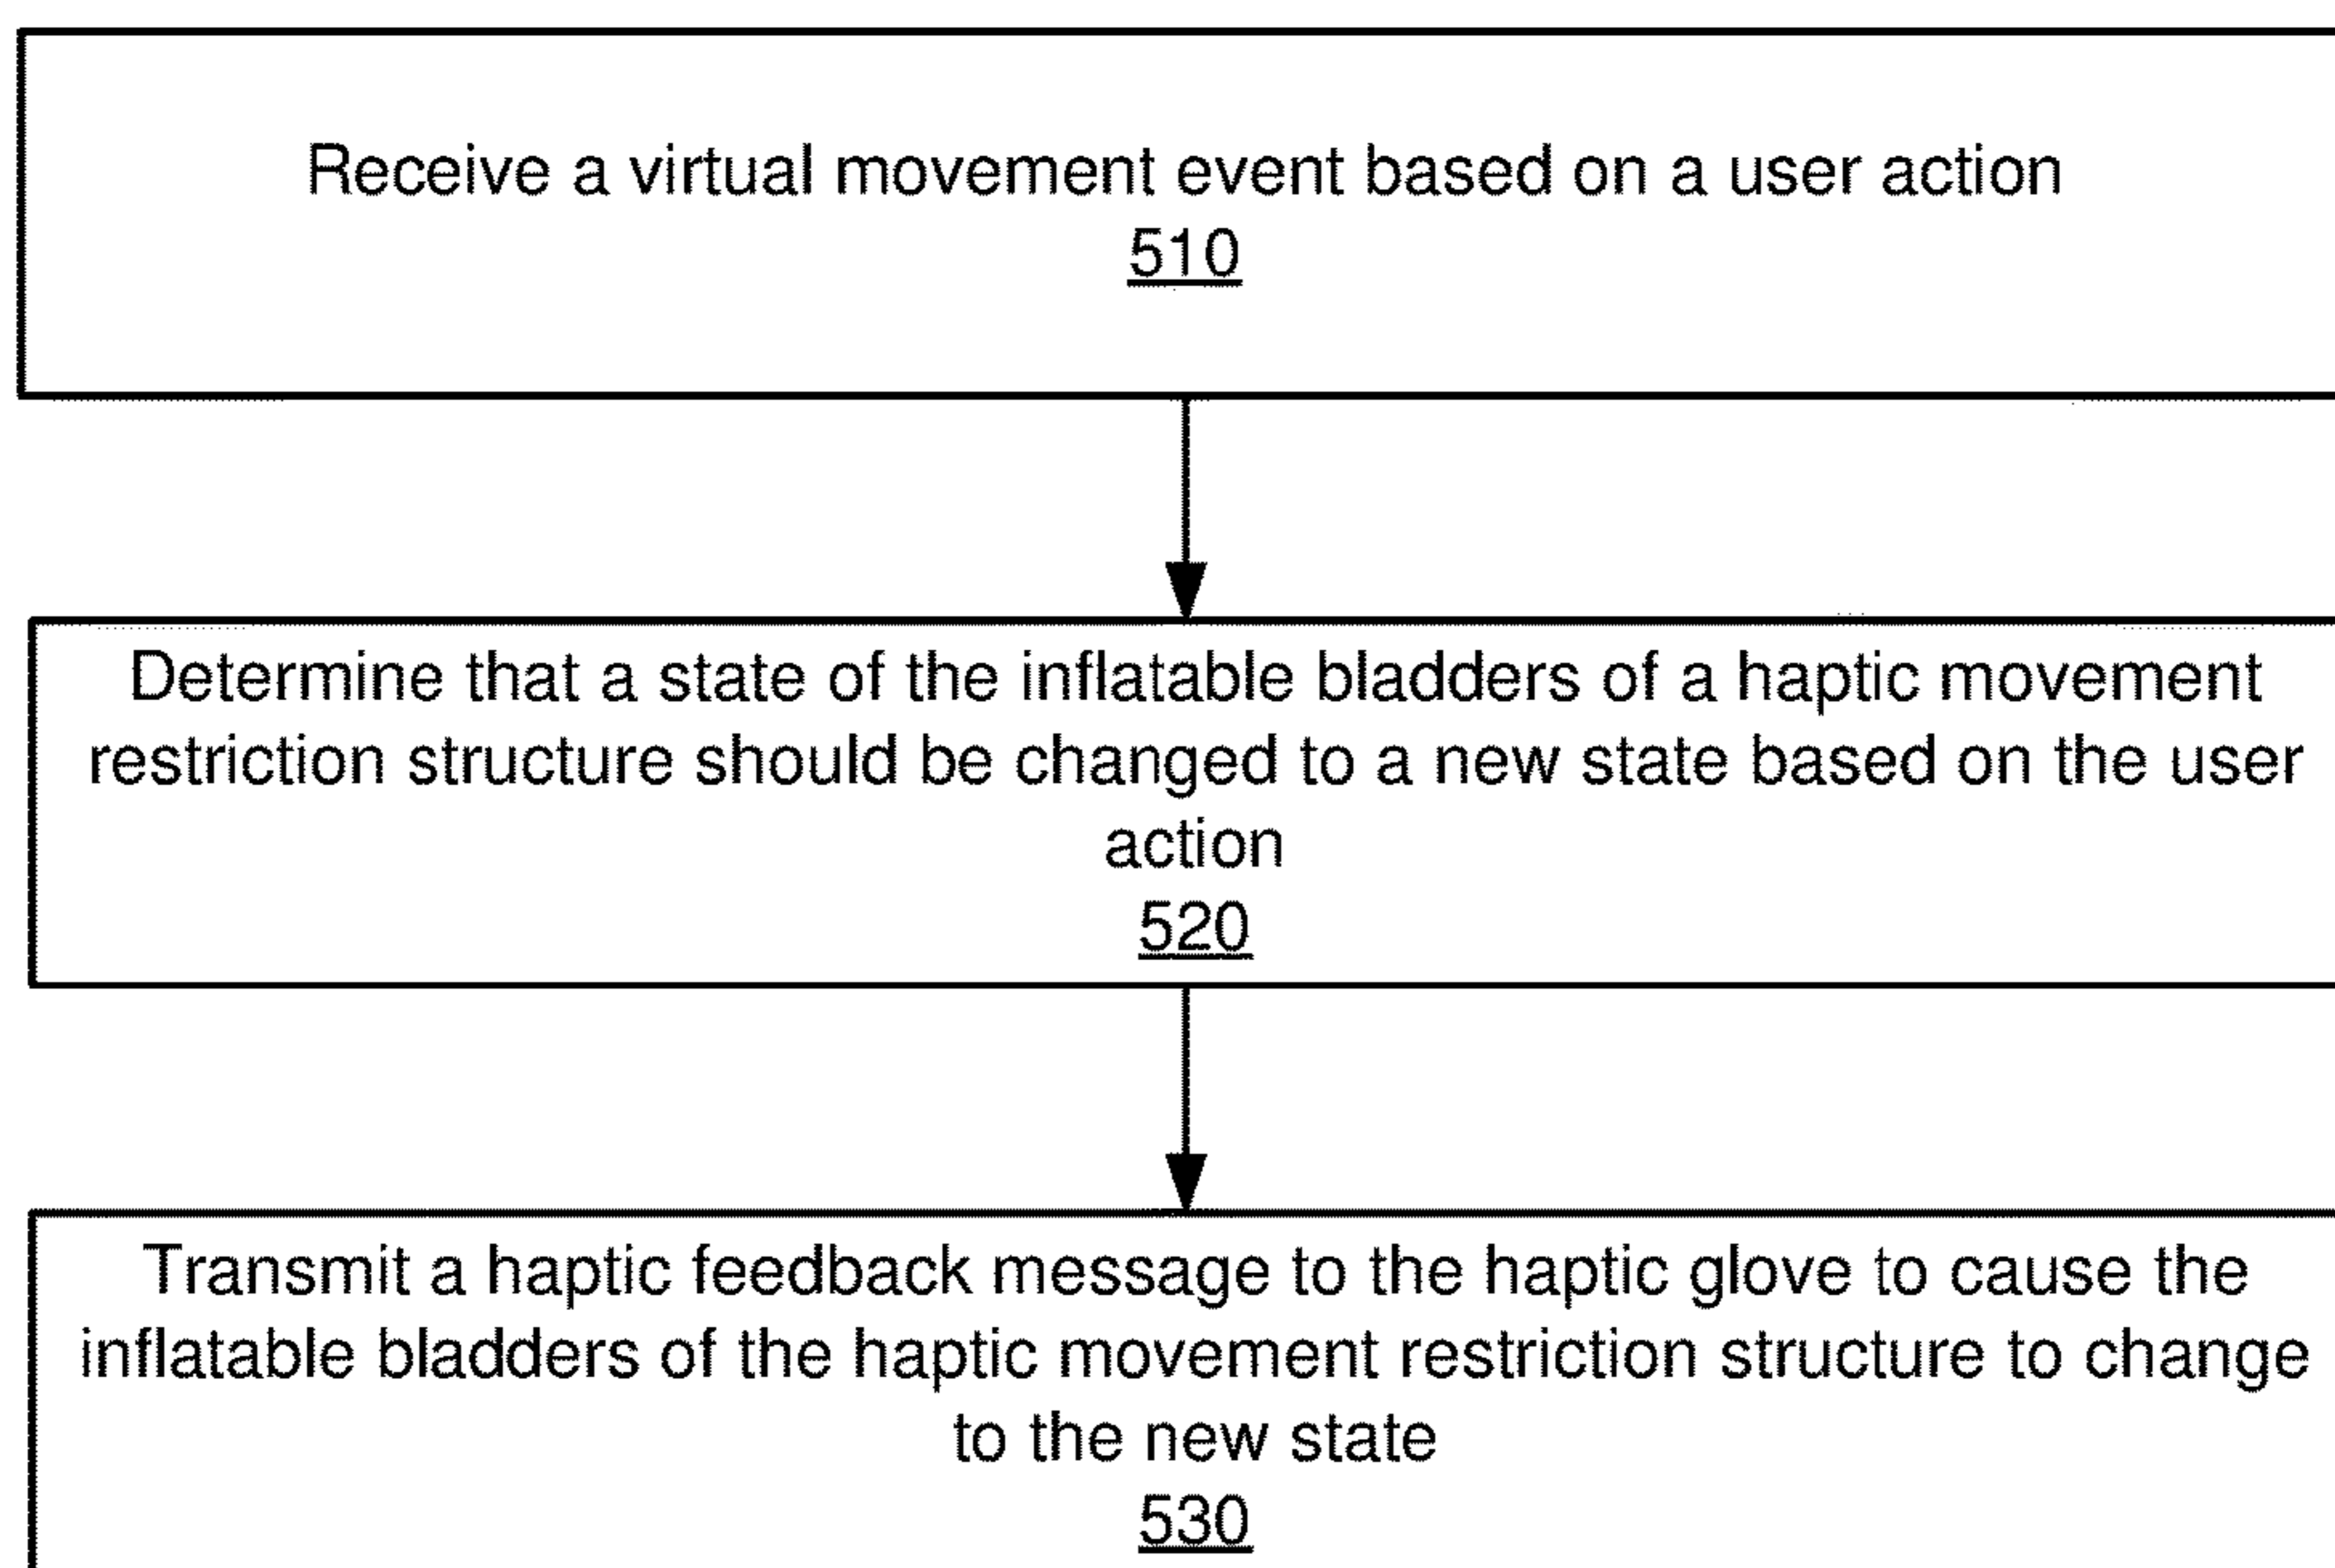 Receive a virtual movement event based on a user action
510
Determine that a state of the inflatable bladders of a haptic movement
restriction structure should be changed to a new state based on the user
action
520
Transmit a haptic feedback message to the haptic glove to cause the
inflatable bladders of the haptic movement restriction structure to change
to the new state
530